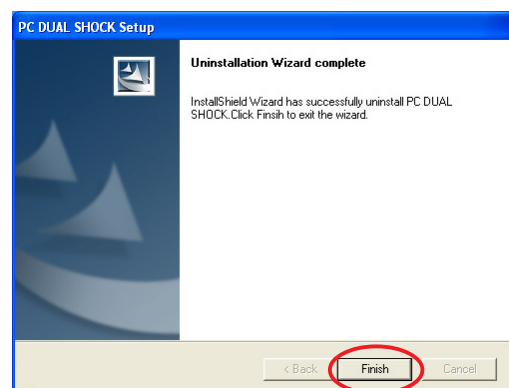 PC DUAL SHOCK Setup
Uninstallation Wizard complete
InstallShield Wizard has successfully uninstall PC DUAL
SHOCK.Click Finsih to exit the wizard.
< Back Finish Cancel